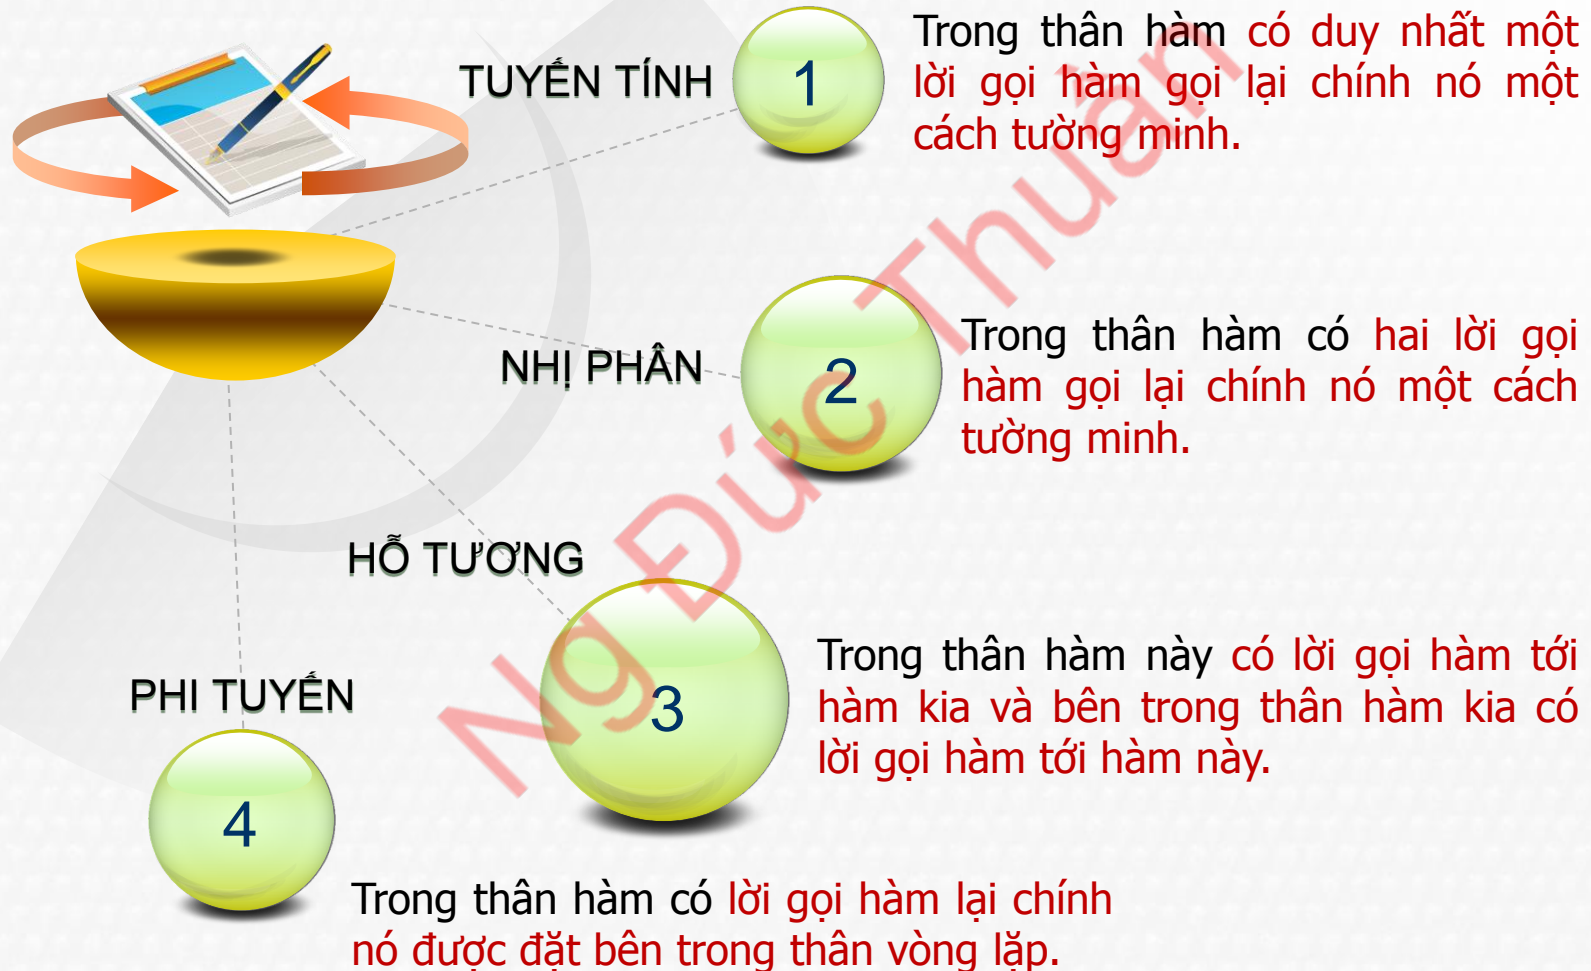 TUYẾN TÍNH
1
Trong thân hàm có duy nhất một
lời gọi hàm gọi lại chính nó một
cách tường minh.
NHỊ PHÂN
2
Trong thân hàm có hai lời gọi
hàm gọi lại chính nó một cách
tường minh.
HỖ TƯƠNG
3
Trong thân hàm này có lời gọi hàm tới
hàm kia và bên trong thân hàm kia có
lời gọi hàm tới hàm này.
PHI TUYẾN
4
Trong thân hàm có lời gọi hàm lại chính
nó được đặt bên trong thân vòng lặp.
Ng Đức Thuần